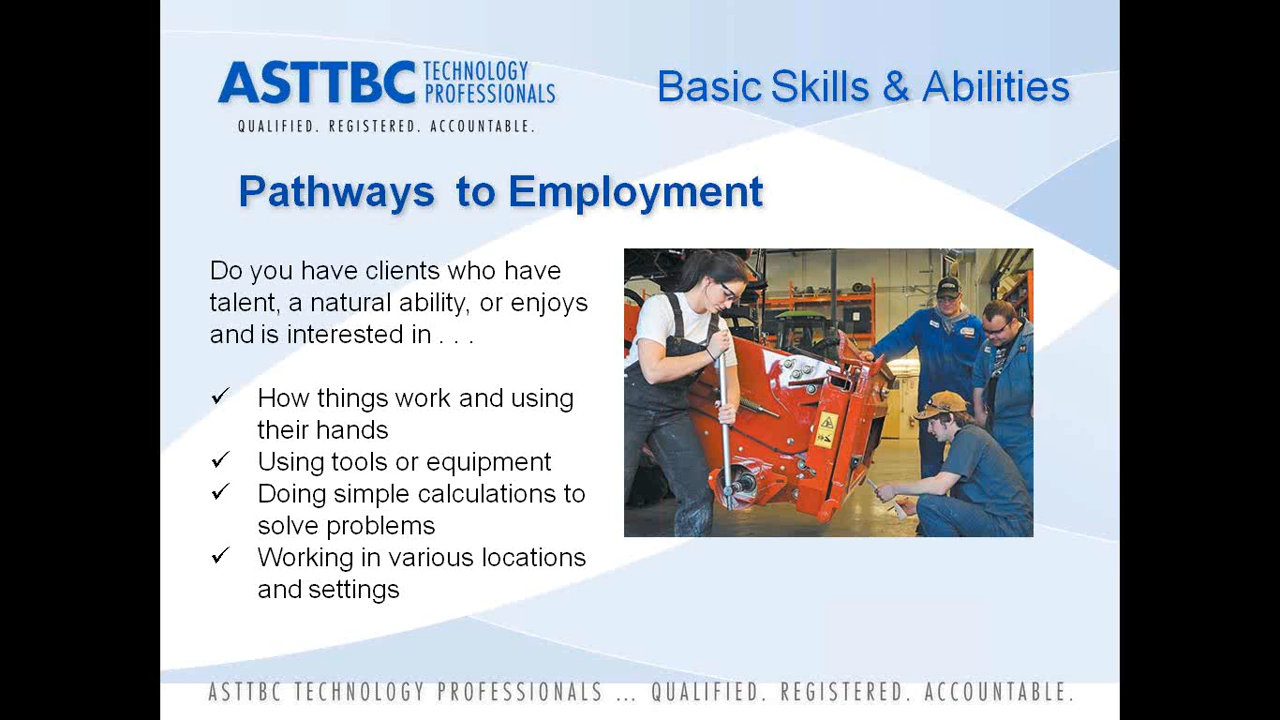 ASTTBC TECHNOLOGY PROFESSIONALS
QUALIFIED. REGISTERED. ACCOUNTABLE.
Basic Skills & Abilities
Pathways to Employment
Do you have clients who have
talent, a natural ability, or enjoys
and is interested in . . .
✓ How things work and using
their hands
✓ Using tools or equipment
✓ Doing simple calculations to
solve problems
✓ Working in various locations
and settings
ASTTBC TECHNOLOGY PROFESSIONALS ... QUALIFIED. REGISTERED. ACCOUNTABLE.